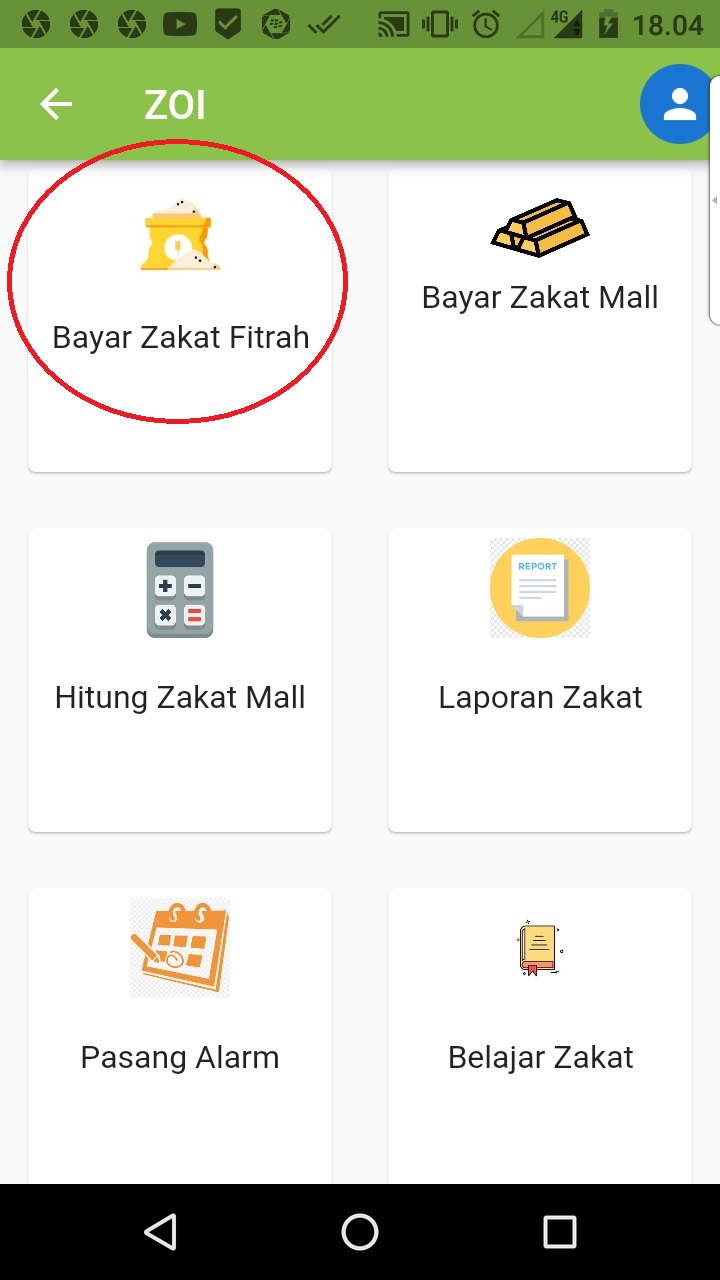 4G 18.04
ZOI
Bayar Zakat Fitrah
Bayar Zakat Mall
Hitung Zakat Mall
REPORT
Laporan Zakat
Pasang Alarm
Belajar Zakat